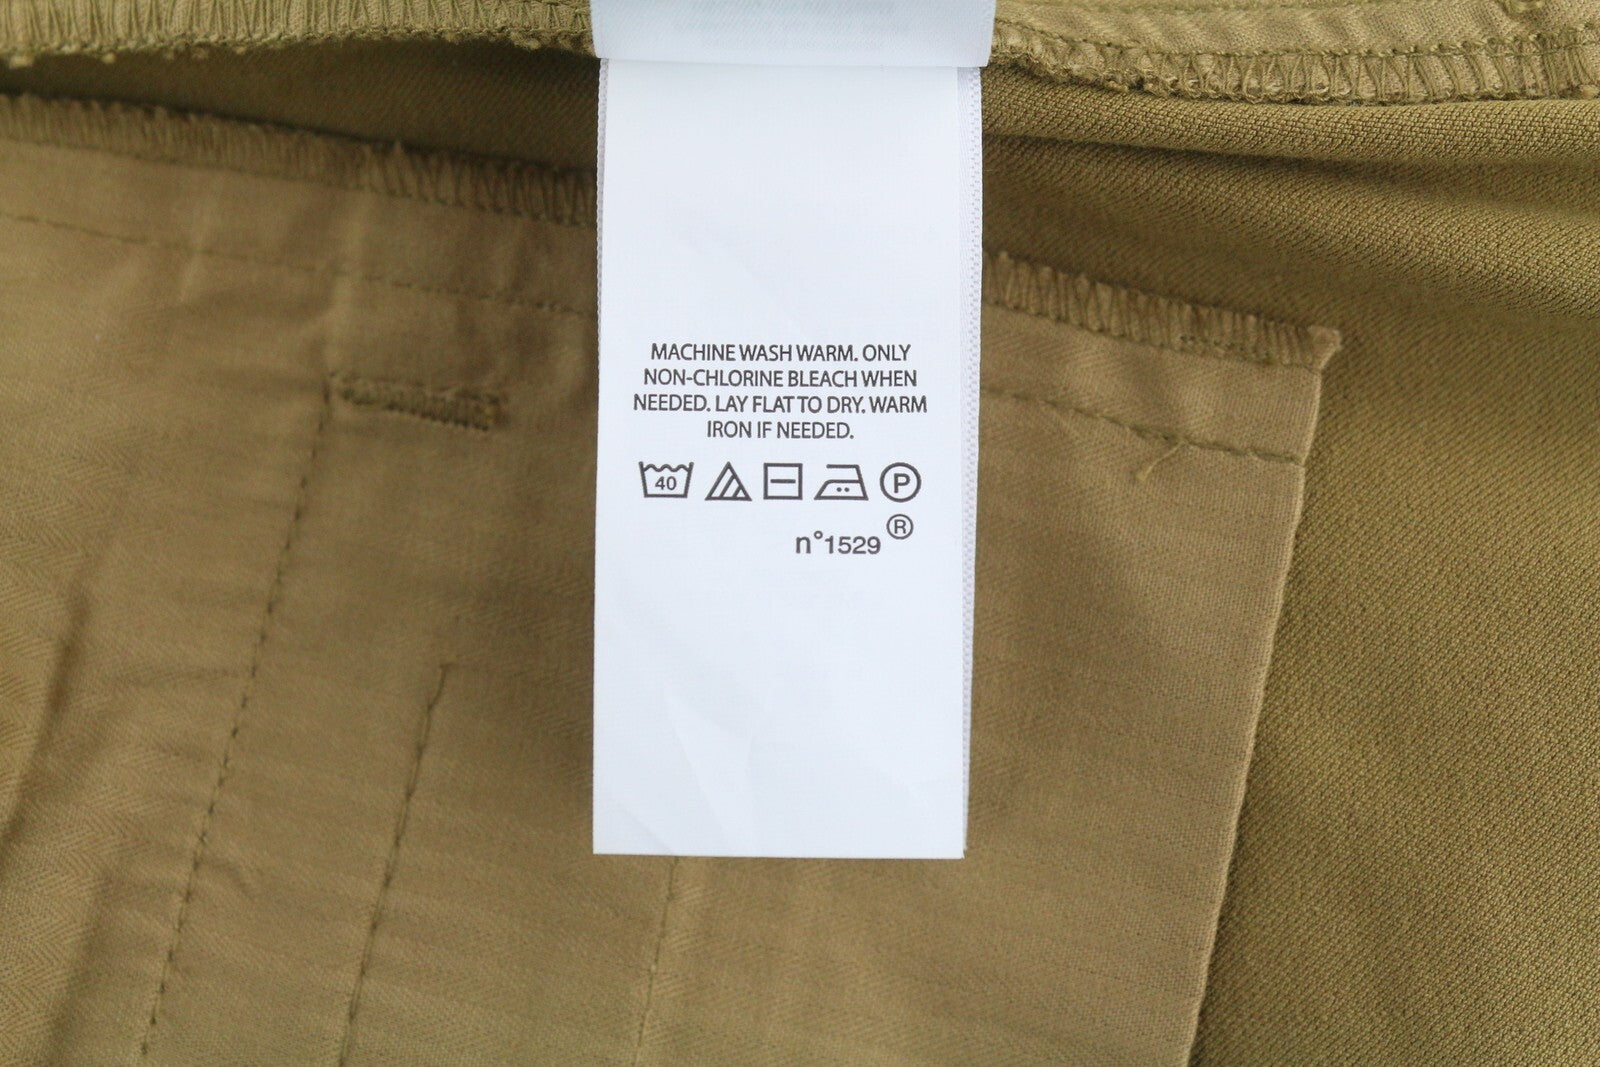 MACHINE WASH WARM. ONLY
NON-CHLORINE BLEACH WHEN
NEEDED. LAY FLAT TO DRY. WARM
IRON IF NEEDED.
40 P
n°1529 ®